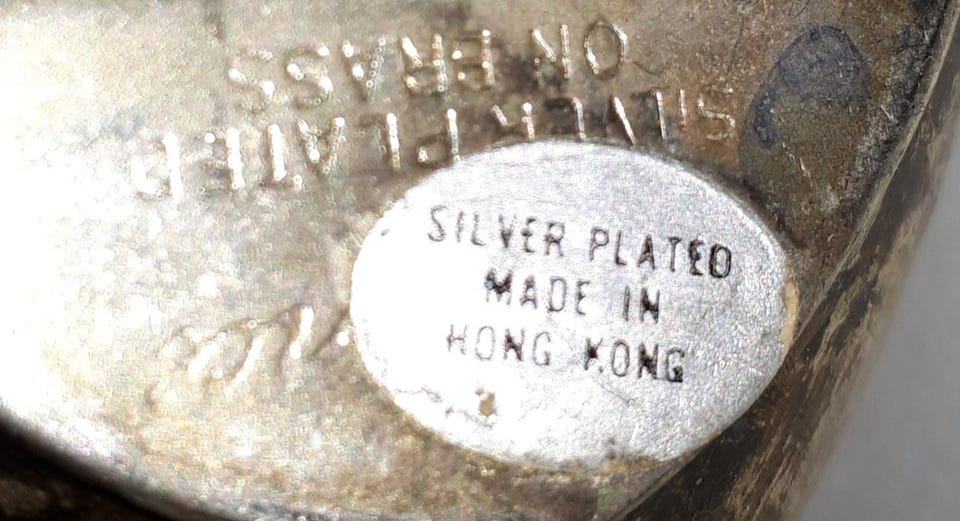 SILVER PLATED
ON BRASS
SILVER PLATED
MADE IN
HONG KONG